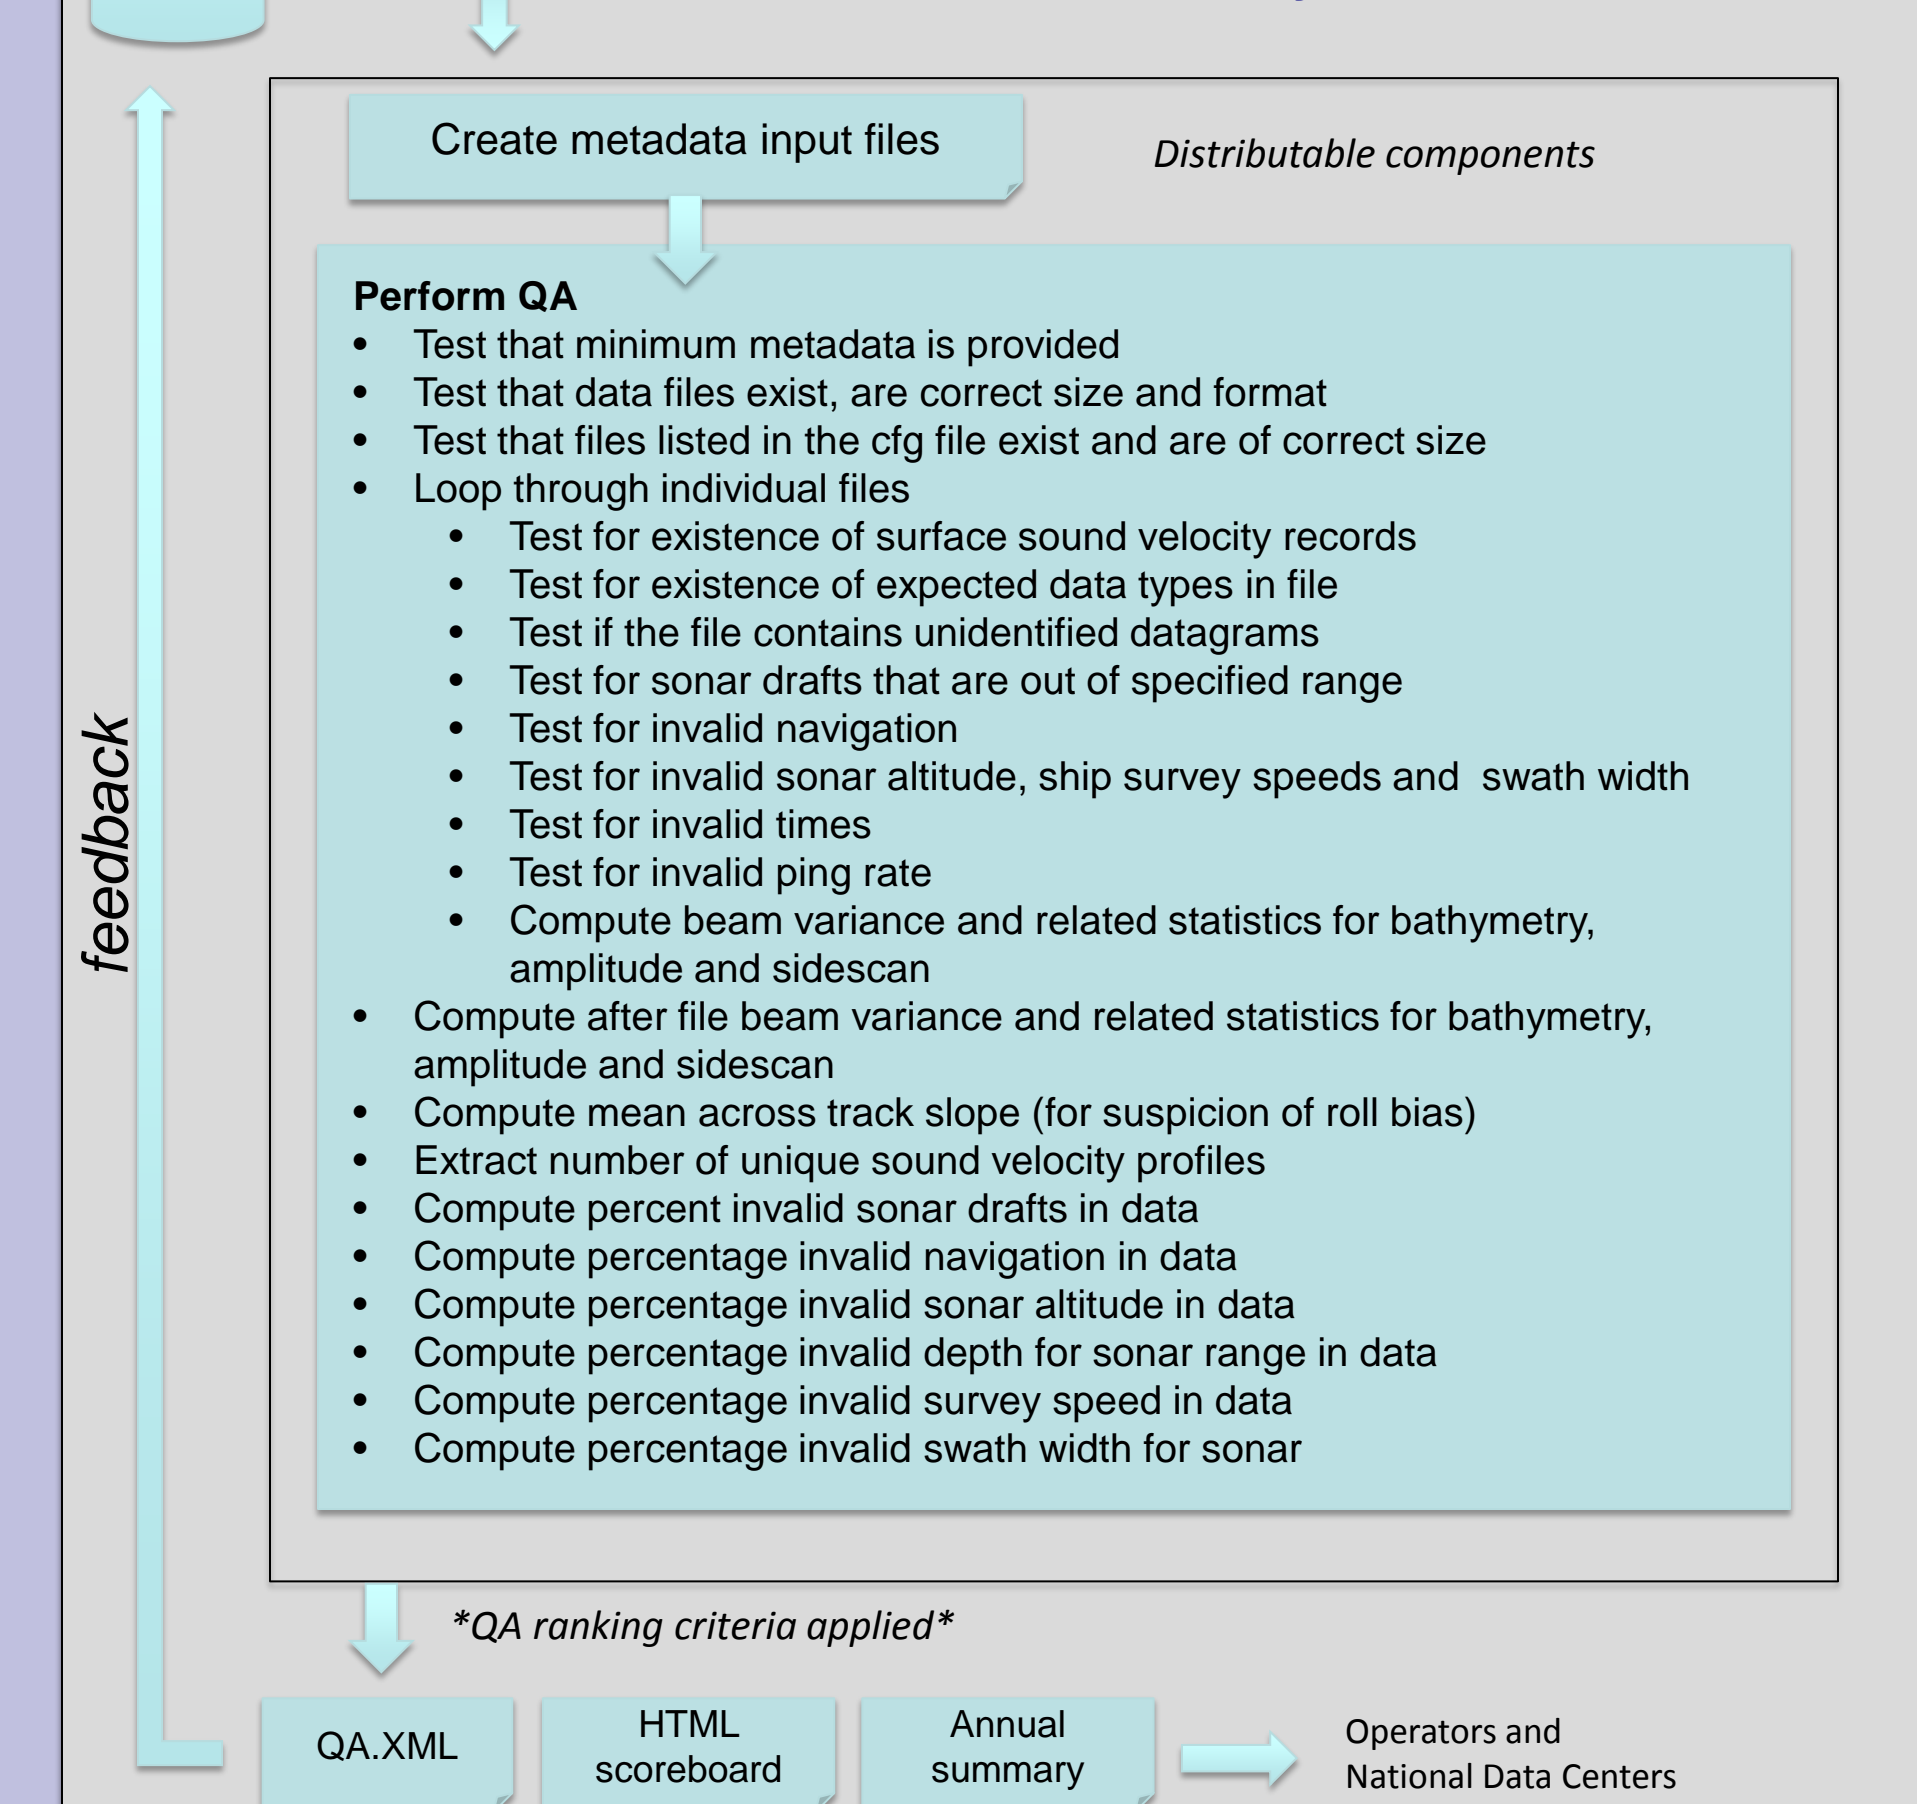 Create metadata input files
Distributable components
Perform QA
• Test that minimum metadata is provided
• Test that data files exist, are correct size and format
• Test that files listed in the cfg file exist and are of correct size
• Loop through individual files
• Test for existence of surface sound velocity records
• Test for existence of expected data types in file
• Test if the file contains unidentified datagrams
• Test for sonar drafts that are out of specified range
• Test for invalid navigation
• Test for invalid sonar altitude, ship survey speeds and  swath width
• Test for invalid times
• Test for invalid ping rate
• Compute beam variance and related statistics for bathymetry,
amplitude and sidescan
• Compute after file beam variance and related statistics for bathymetry,
amplitude and sidescan
• Compute mean across track slope (for suspicion of roll bias)
• Extract number of unique sound velocity profiles
• Compute percent invalid sonar drafts in data
• Compute percentage invalid navigation in data
• Compute percentage invalid sonar altitude in data
• Compute percentage invalid depth for sonar range in data
• Compute percentage invalid survey speed in data
• Compute percentage invalid swath width for sonar
feedback
*QA ranking criteria applied*
QA.XML
HTML
scoreboard
Annual
summary
Operators and
National Data Centers